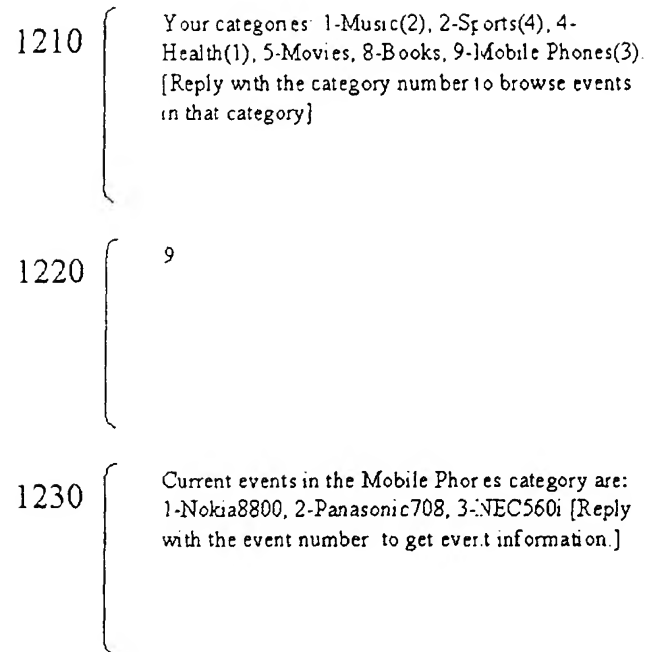 1210
Your categories: 1-Music(2), 2-Sports(4), 4-
Health(1), 5-Movies, 8-Books, 9-Mobile Phones(3).
[Reply with the category number to browse events
in that category]
1220
9
1230
Current events in the Mobile Phones category are:
1-Nokia8800, 2-Panasonic708, 3-NEC560i [Reply
with the event number to get event information.]